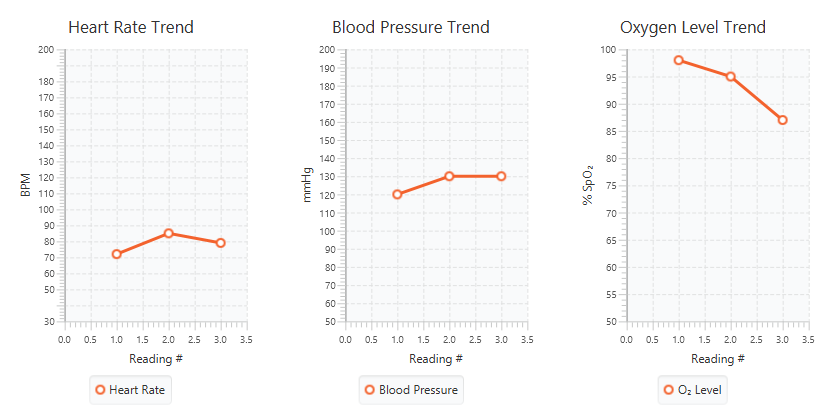 Heart Rate Trend
200
180
170
160
150
140
130
120
110
100
90
80
70
60
50
30
BPM
0.0 0.5 1.0 1.5 2.0 2.5 3.0 3.5
Reading #
Heart Rate
Blood Pressure Trend
200
190
180
170
160
150
140
130
120
110
100
90
80
70
60
50
mmHg
0.0 0.5 1.0 1.5 2.0 2.5 3.0 3.5
Reading #
Blood Pressure
Oxygen Level Trend
100
95
90
85
80
75
70
65
60
55
50
% SpO₂
0.0 0.5 1.0 1.5 2.0 2.5 3.0 3.5
Reading #
O₂ Level